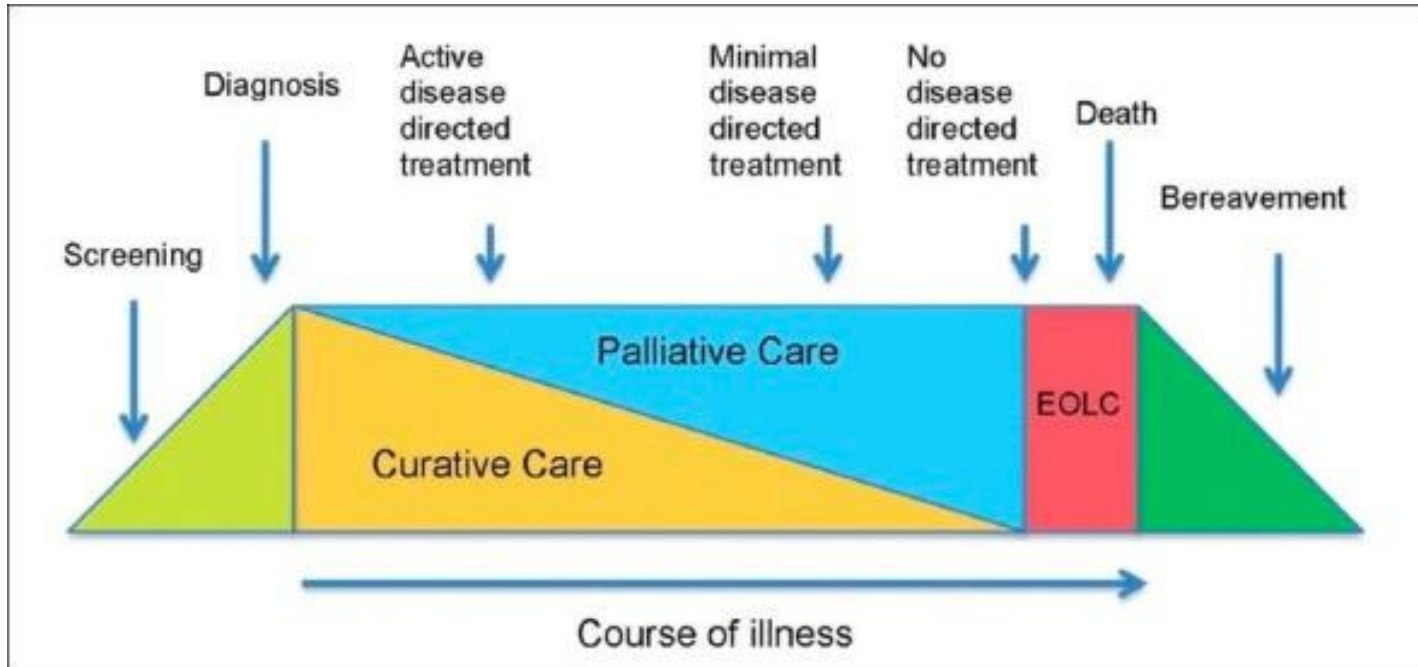 Screening
Diagnosis
Active
disease
directed
treatment
Minimal
disease
directed
treatment
No
disease
directed
treatment
Death
Bereavement
Palliative Care
Curative Care
EOLC
Course of illness